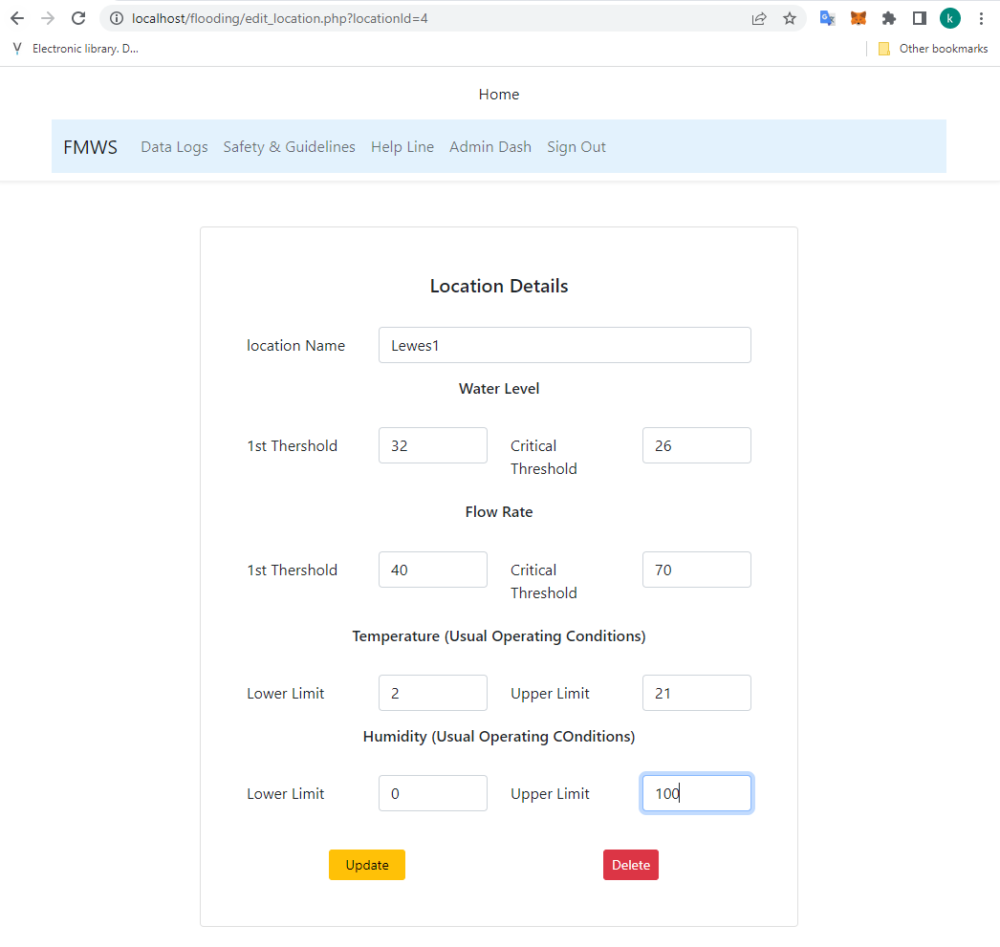 localhost/flooding/edit_location.php?locationId=4
k
Electronic library. D...
Other bookmarks
Home
FMWS Data Logs Safety & Guidelines Help Line Admin Dash Sign Out
Location Details
location Name Lewes1
Water Level
1st Thershold 32 Critical Threshold 26
Flow Rate
1st Thershold 40 Critical Threshold 70
Temperature (Usual Operating Conditions)
Lower Limit 2 Upper Limit 21
Humidity (Usual Operating COnditions)
Lower Limit 0 Upper Limit 100
Update Delete